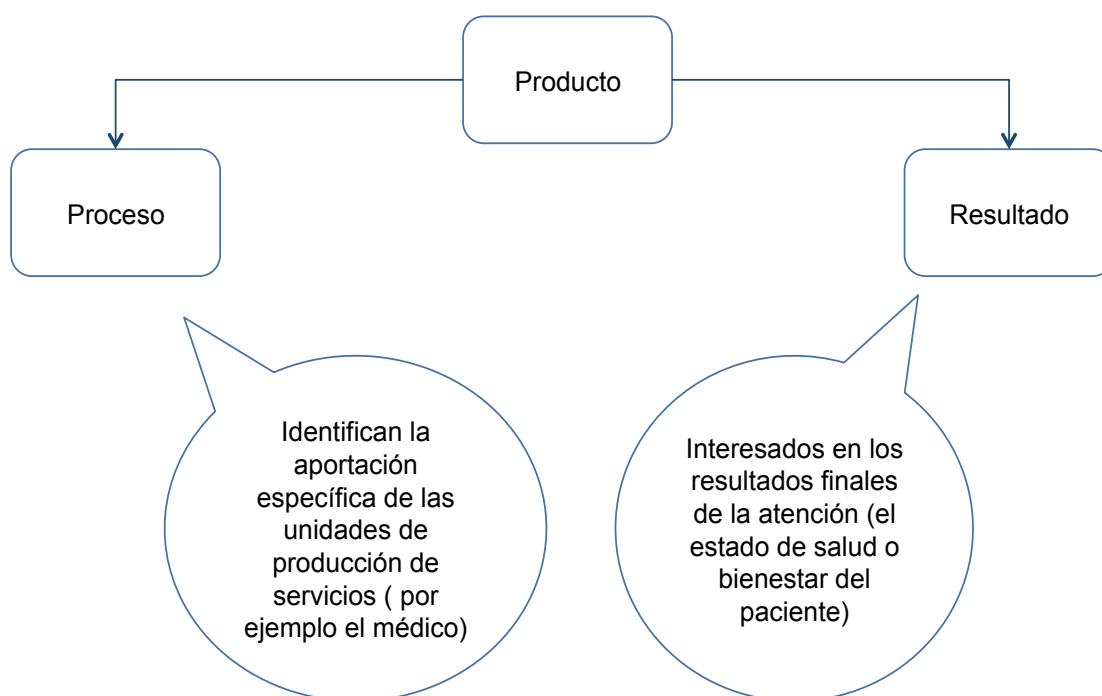 Producto
Proceso
Resultado
Identifican la
aportación
específica de las
unidades de
producción de
servicios ( por
ejemplo el médico)
Interesados en los
resultados finales
de la atención (el
estado de salud o
bienestar del
paciente)